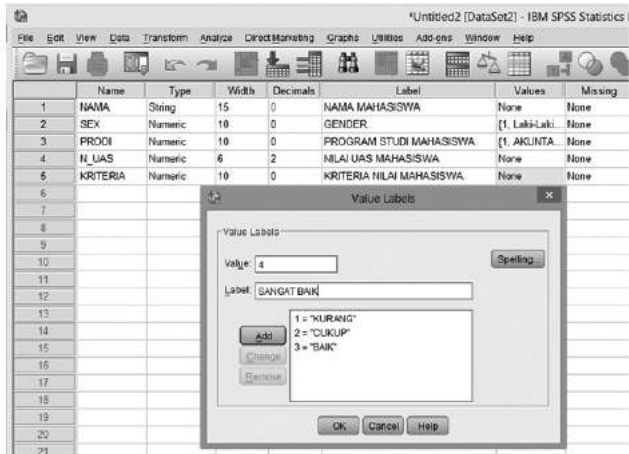 *Untitled2 [DataSet2] - IBM SPSS Statistics
File Edit View Data Transform Analyze Direct Marketing Graphs Utilities Add-ons Window Help
Name Type Width Decimals Label Values Missing
1 NAMA String 15 0 NAMA MAHASISWA None None
2 SEX Numeric 10 0 GENDER {1, Laki-Laki... None
3 PRODI Numeric 10 0 PROGRAM STUDI MAHASISWA {1, AKUNTA... None
4 N_UAS Numeric 6 2 NILAI UAS MAHASISWA None None
5 KRITERIA Numeric 10 0 KRITERIA NILAI MAHASISWA None None
6
7
8
9
10
11
12
13
14
15
16
17
18
19
20
21
Value Labels
Value Labels
Value: 4
Spelling...
Label: SANGAT BAIK
Add
Change
Remove
1 = "KURANG"
2 = "CUKUP"
3 = "BAIK"
OK Cancel Help